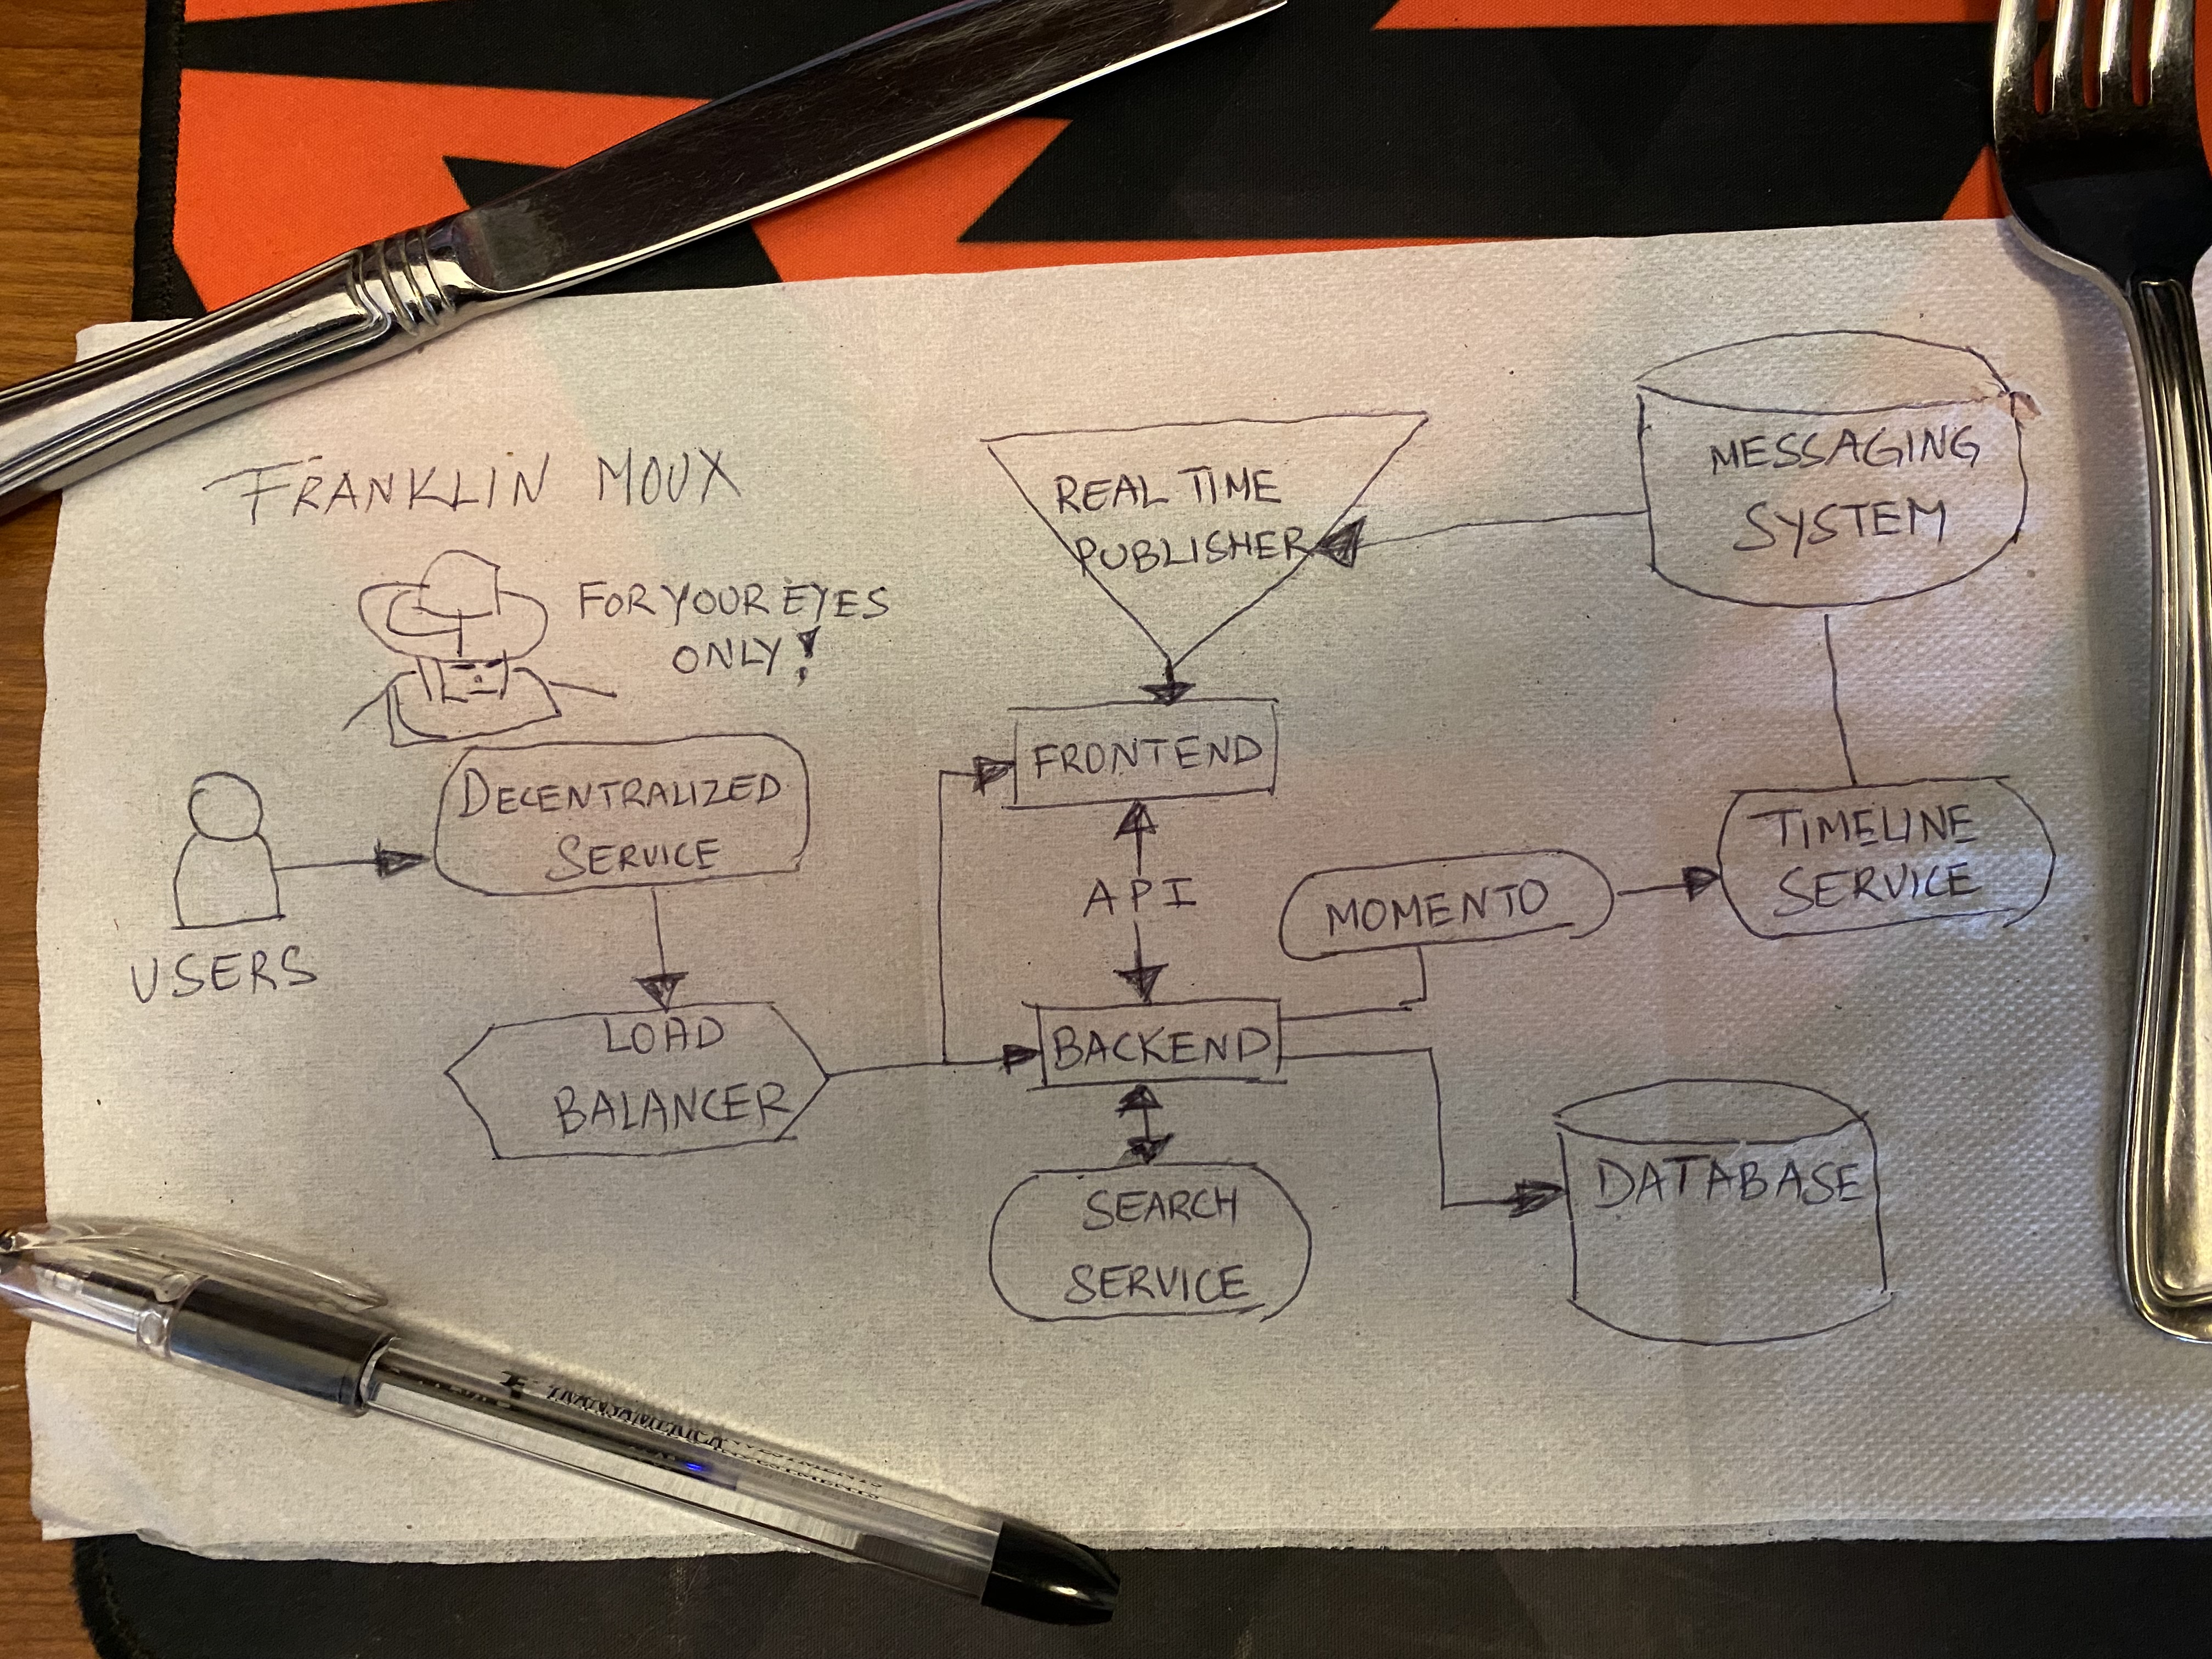 FRANKLIN MOUX
FOR YOUR EYES
ONLY!
REAL TIME
PUBLISHER
MESSAGING
SYSTEM
USERS
DECENTRALIZED
SERVICE
LOAD
BALANCER
FRONTEND
API
BACKEND
SEARCH
SERVICE
MOMENTO
TIMELINE
SERVICE
DATABASE
TRANSAMERICA
INVESTMENTS